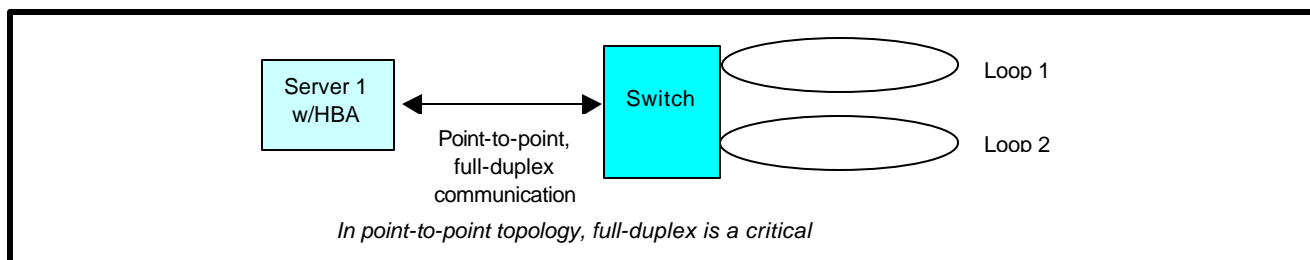 Server 1
w/HBA
Switch
Loop 1
Loop 2
Point-to-point,
full-duplex
communication
In point-to-point topology, full-duplex is a critical